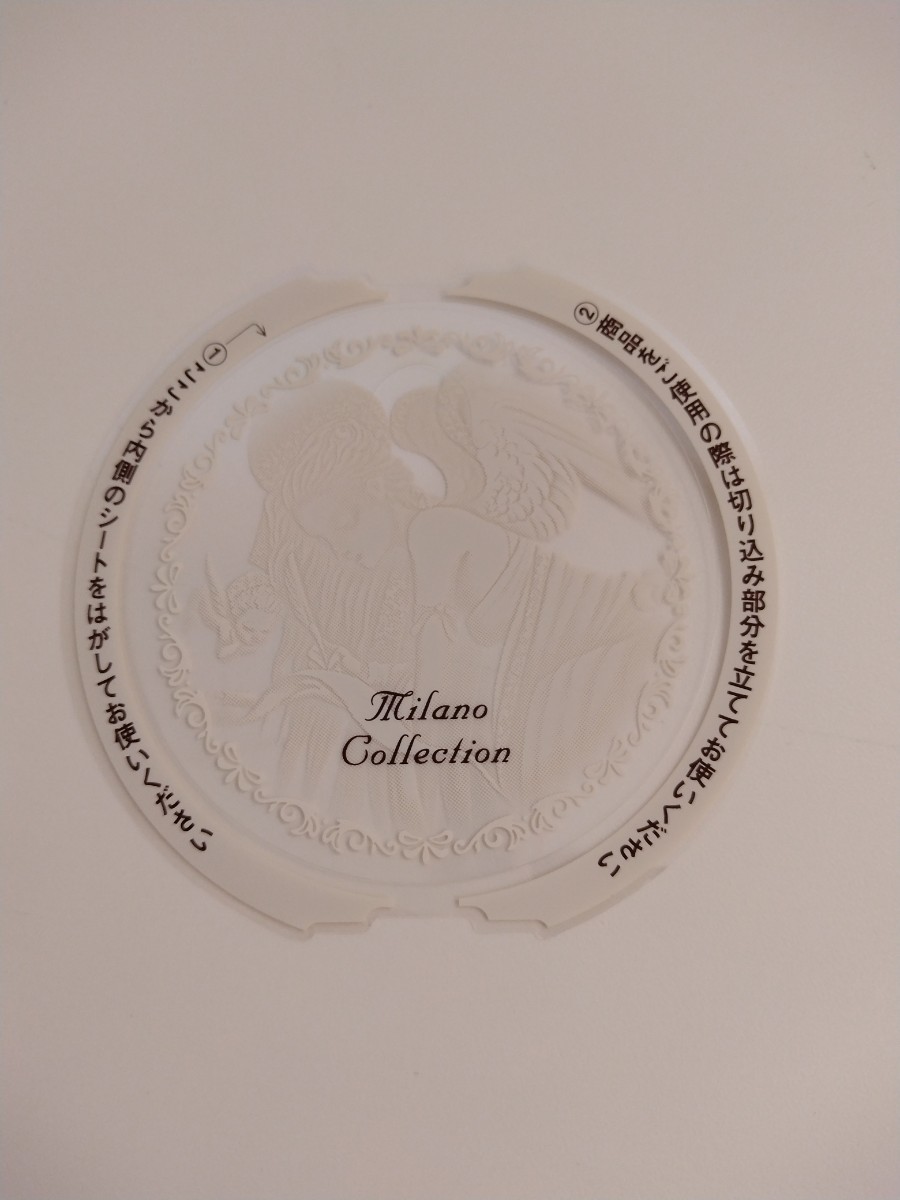 ①ここから内側のシートをはがしてお使いください
②商品をご使用の際は切り込み部分を立ててお使いください
Milano
Collection